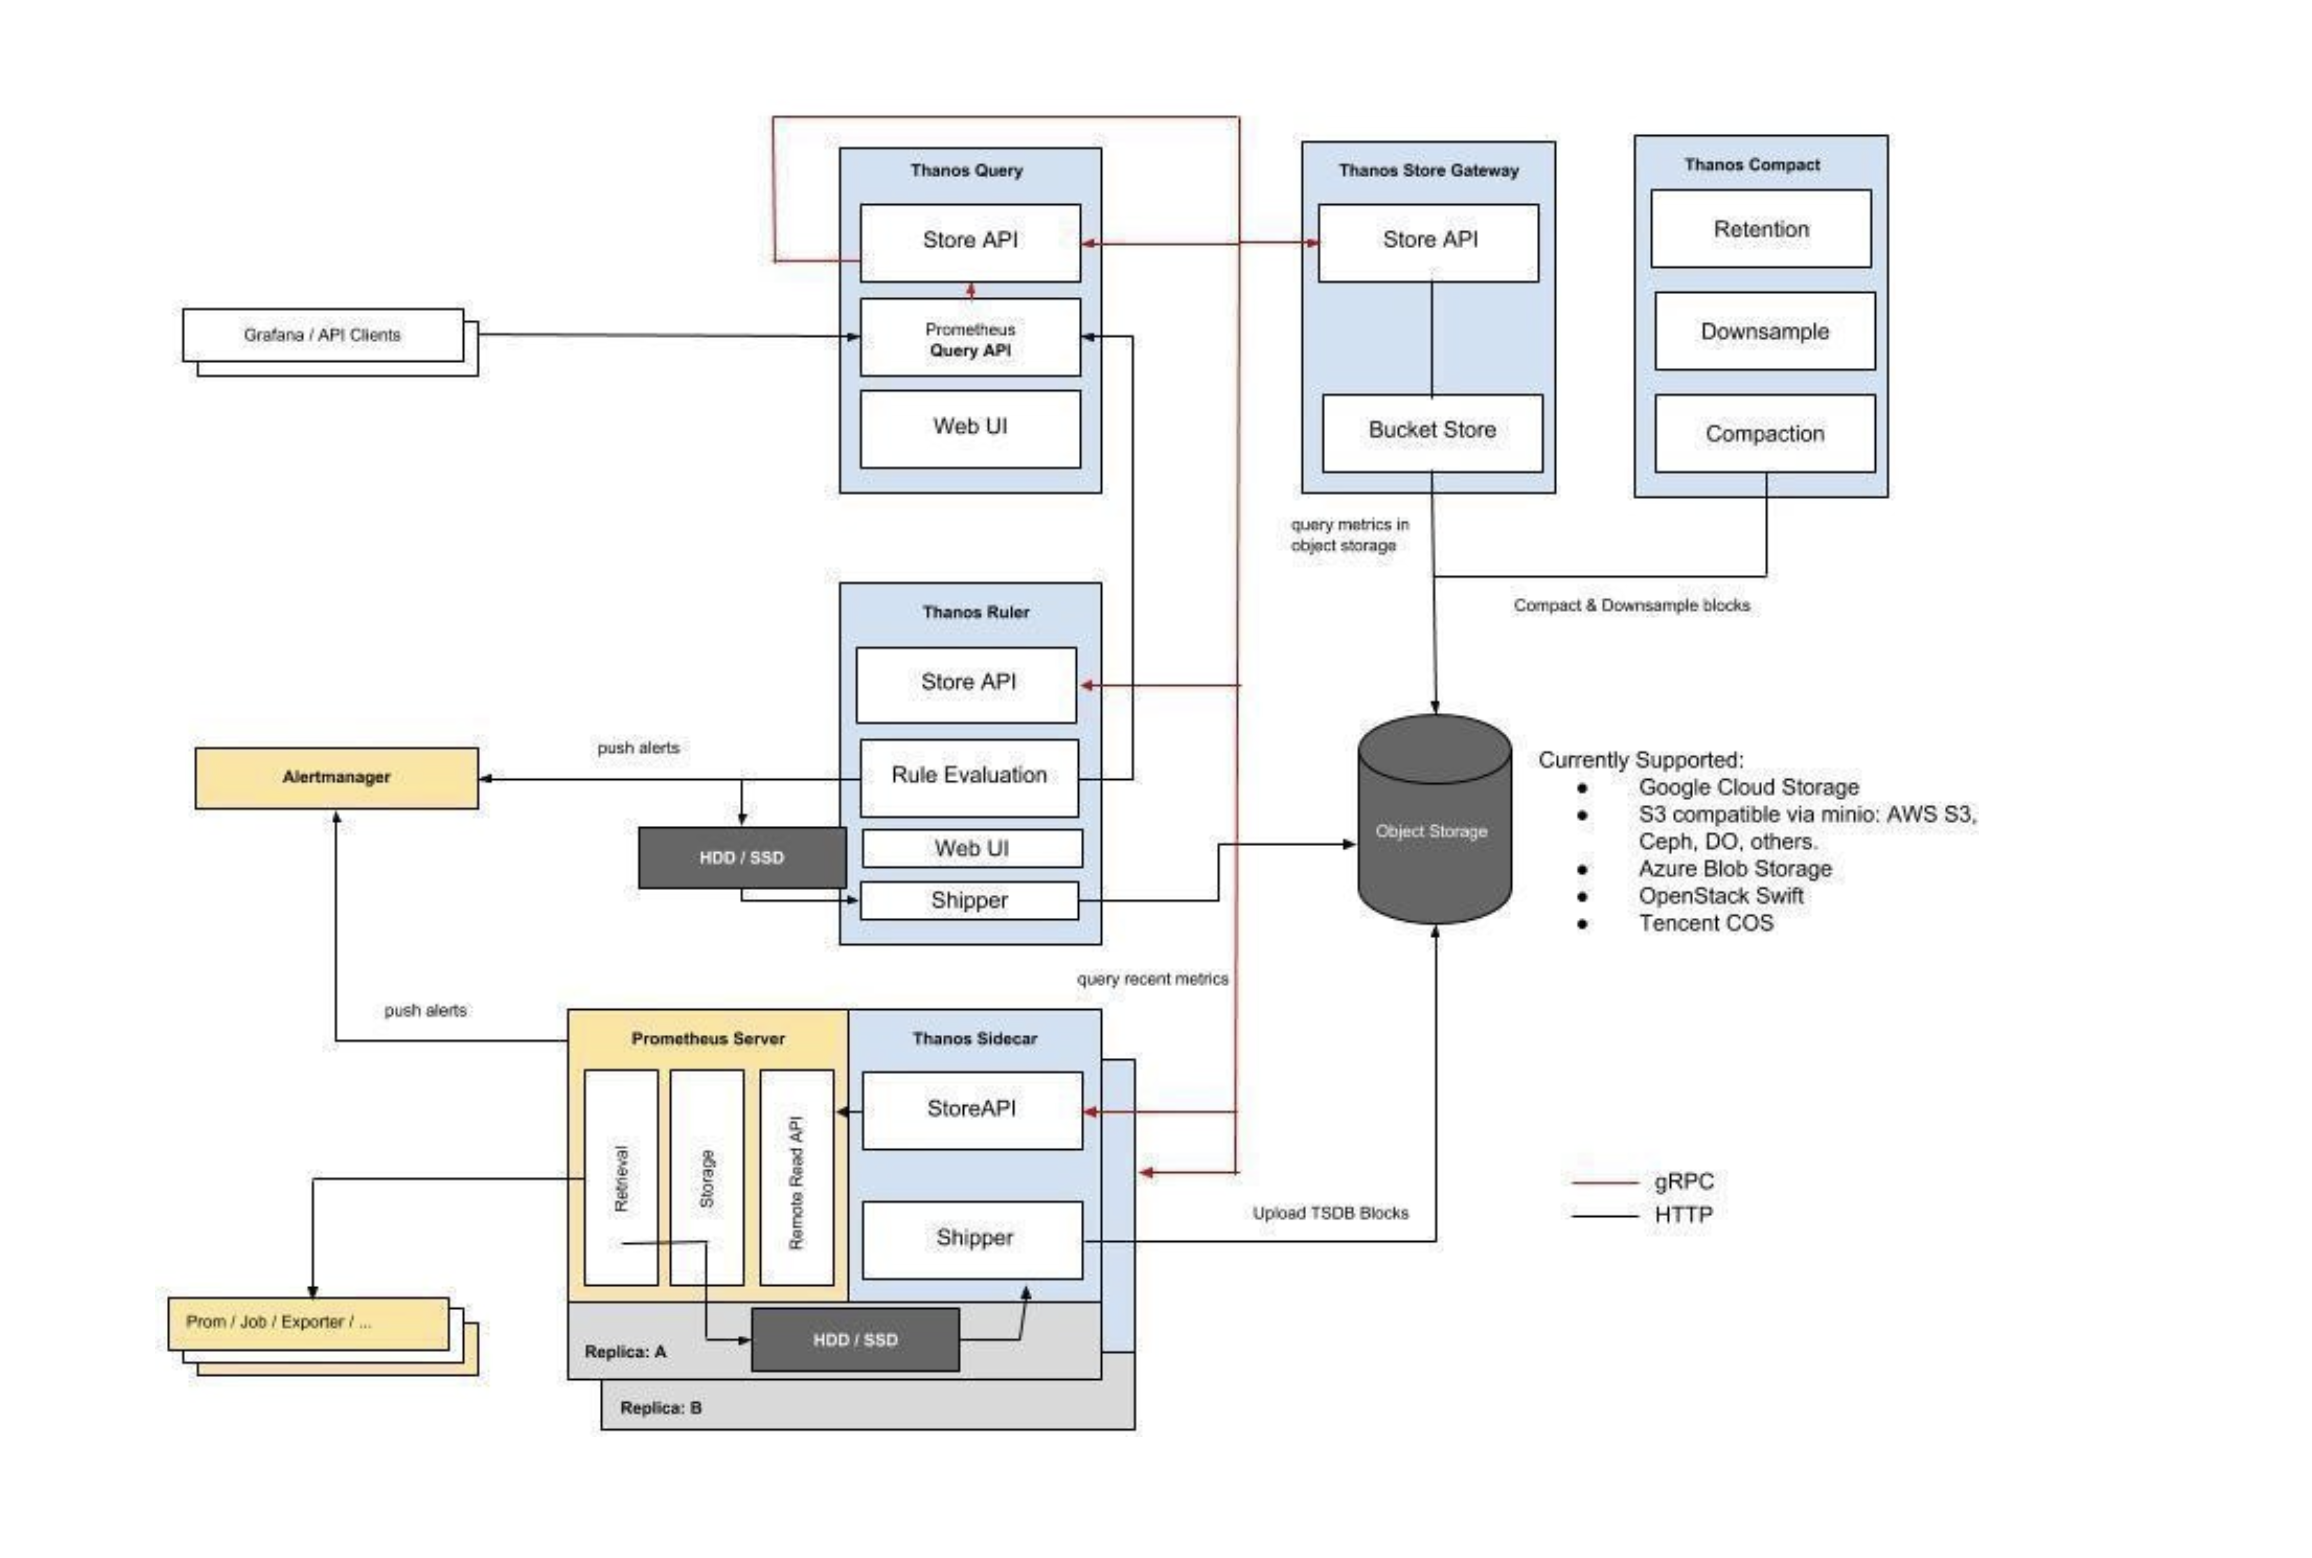 Thanos Query
Store API
Prometheus
Query API
Web UI
Thanos Store Gateway
Store API
Bucket Store
Thanos Compact
Retention
Downsample
Compaction
Grafana / API Clients
query metrics in
object storage
Compact & Downsample blocks
Thanos Ruler
Store API
Rule Evaluation
Web UI
Shipper
push alerts
Alertmanager
HDD / SSD
Object Storage
Currently Supported:
● Google Cloud Storage
● S3 compatible via minio: AWS S3,
Ceph, DO, others.
● Azure Blob Storage
● OpenStack Swift
● Tencent COS
query recent metrics
push alerts
Prometheus Server
Retrieval
Storage
Remote Read API
Thanos Sidecar
StoreAPI
Shipper
Upload TSDB Blocks
gRPC
HTTP
Prom / Job / Exporter / ...
HDD / SSD
Replica: A
Replica: B